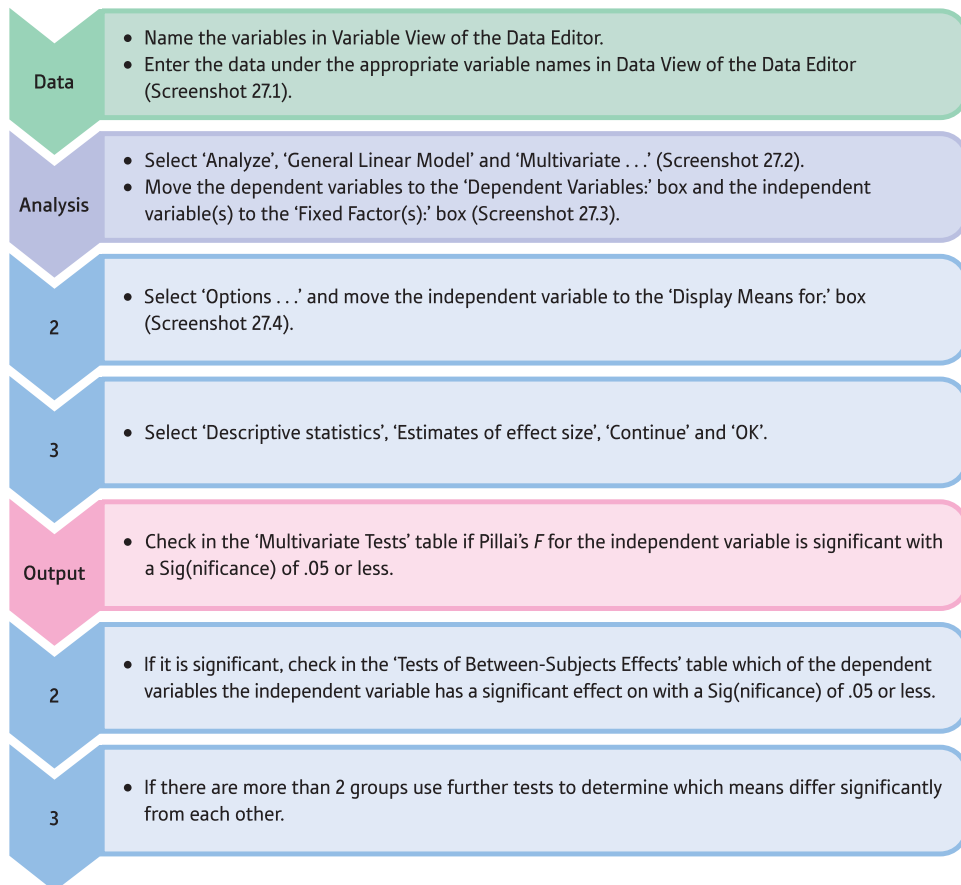 Data
• Name the variables in Variable View of the Data Editor.
• Enter the data under the appropriate variable names in Data View of the Data Editor
(Screenshot 27.1).
Analysis
• Select ‘Analyze’, ‘General Linear Model’ and ‘Multivariate . . .’ (Screenshot 27.2).
• Move the dependent variables to the ‘Dependent Variables:’ box and the independent
variable(s) to the ‘Fixed Factor(s):’ box (Screenshot 27.3).
2
• Select ‘Options . . .’ and move the independent variable to the ‘Display Means for:’ box
(Screenshot 27.4).
3
• Select ‘Descriptive statistics’, ‘Estimates of effect size’, ‘Continue’ and ‘OK’.
Output
• Check in the ‘Multivariate Tests’ table if Pillai’s F for the independent variable is significant with
a Sig(nificance) of .05 or less.
2
• If it is significant, check in the ‘Tests of Between-Subjects Effects’ table which of the dependent
variables the independent variable has a significant effect on with a Sig(nificance) of .05 or less.
3
• If there are more than 2 groups use further tests to determine which means differ significantly
from each other.